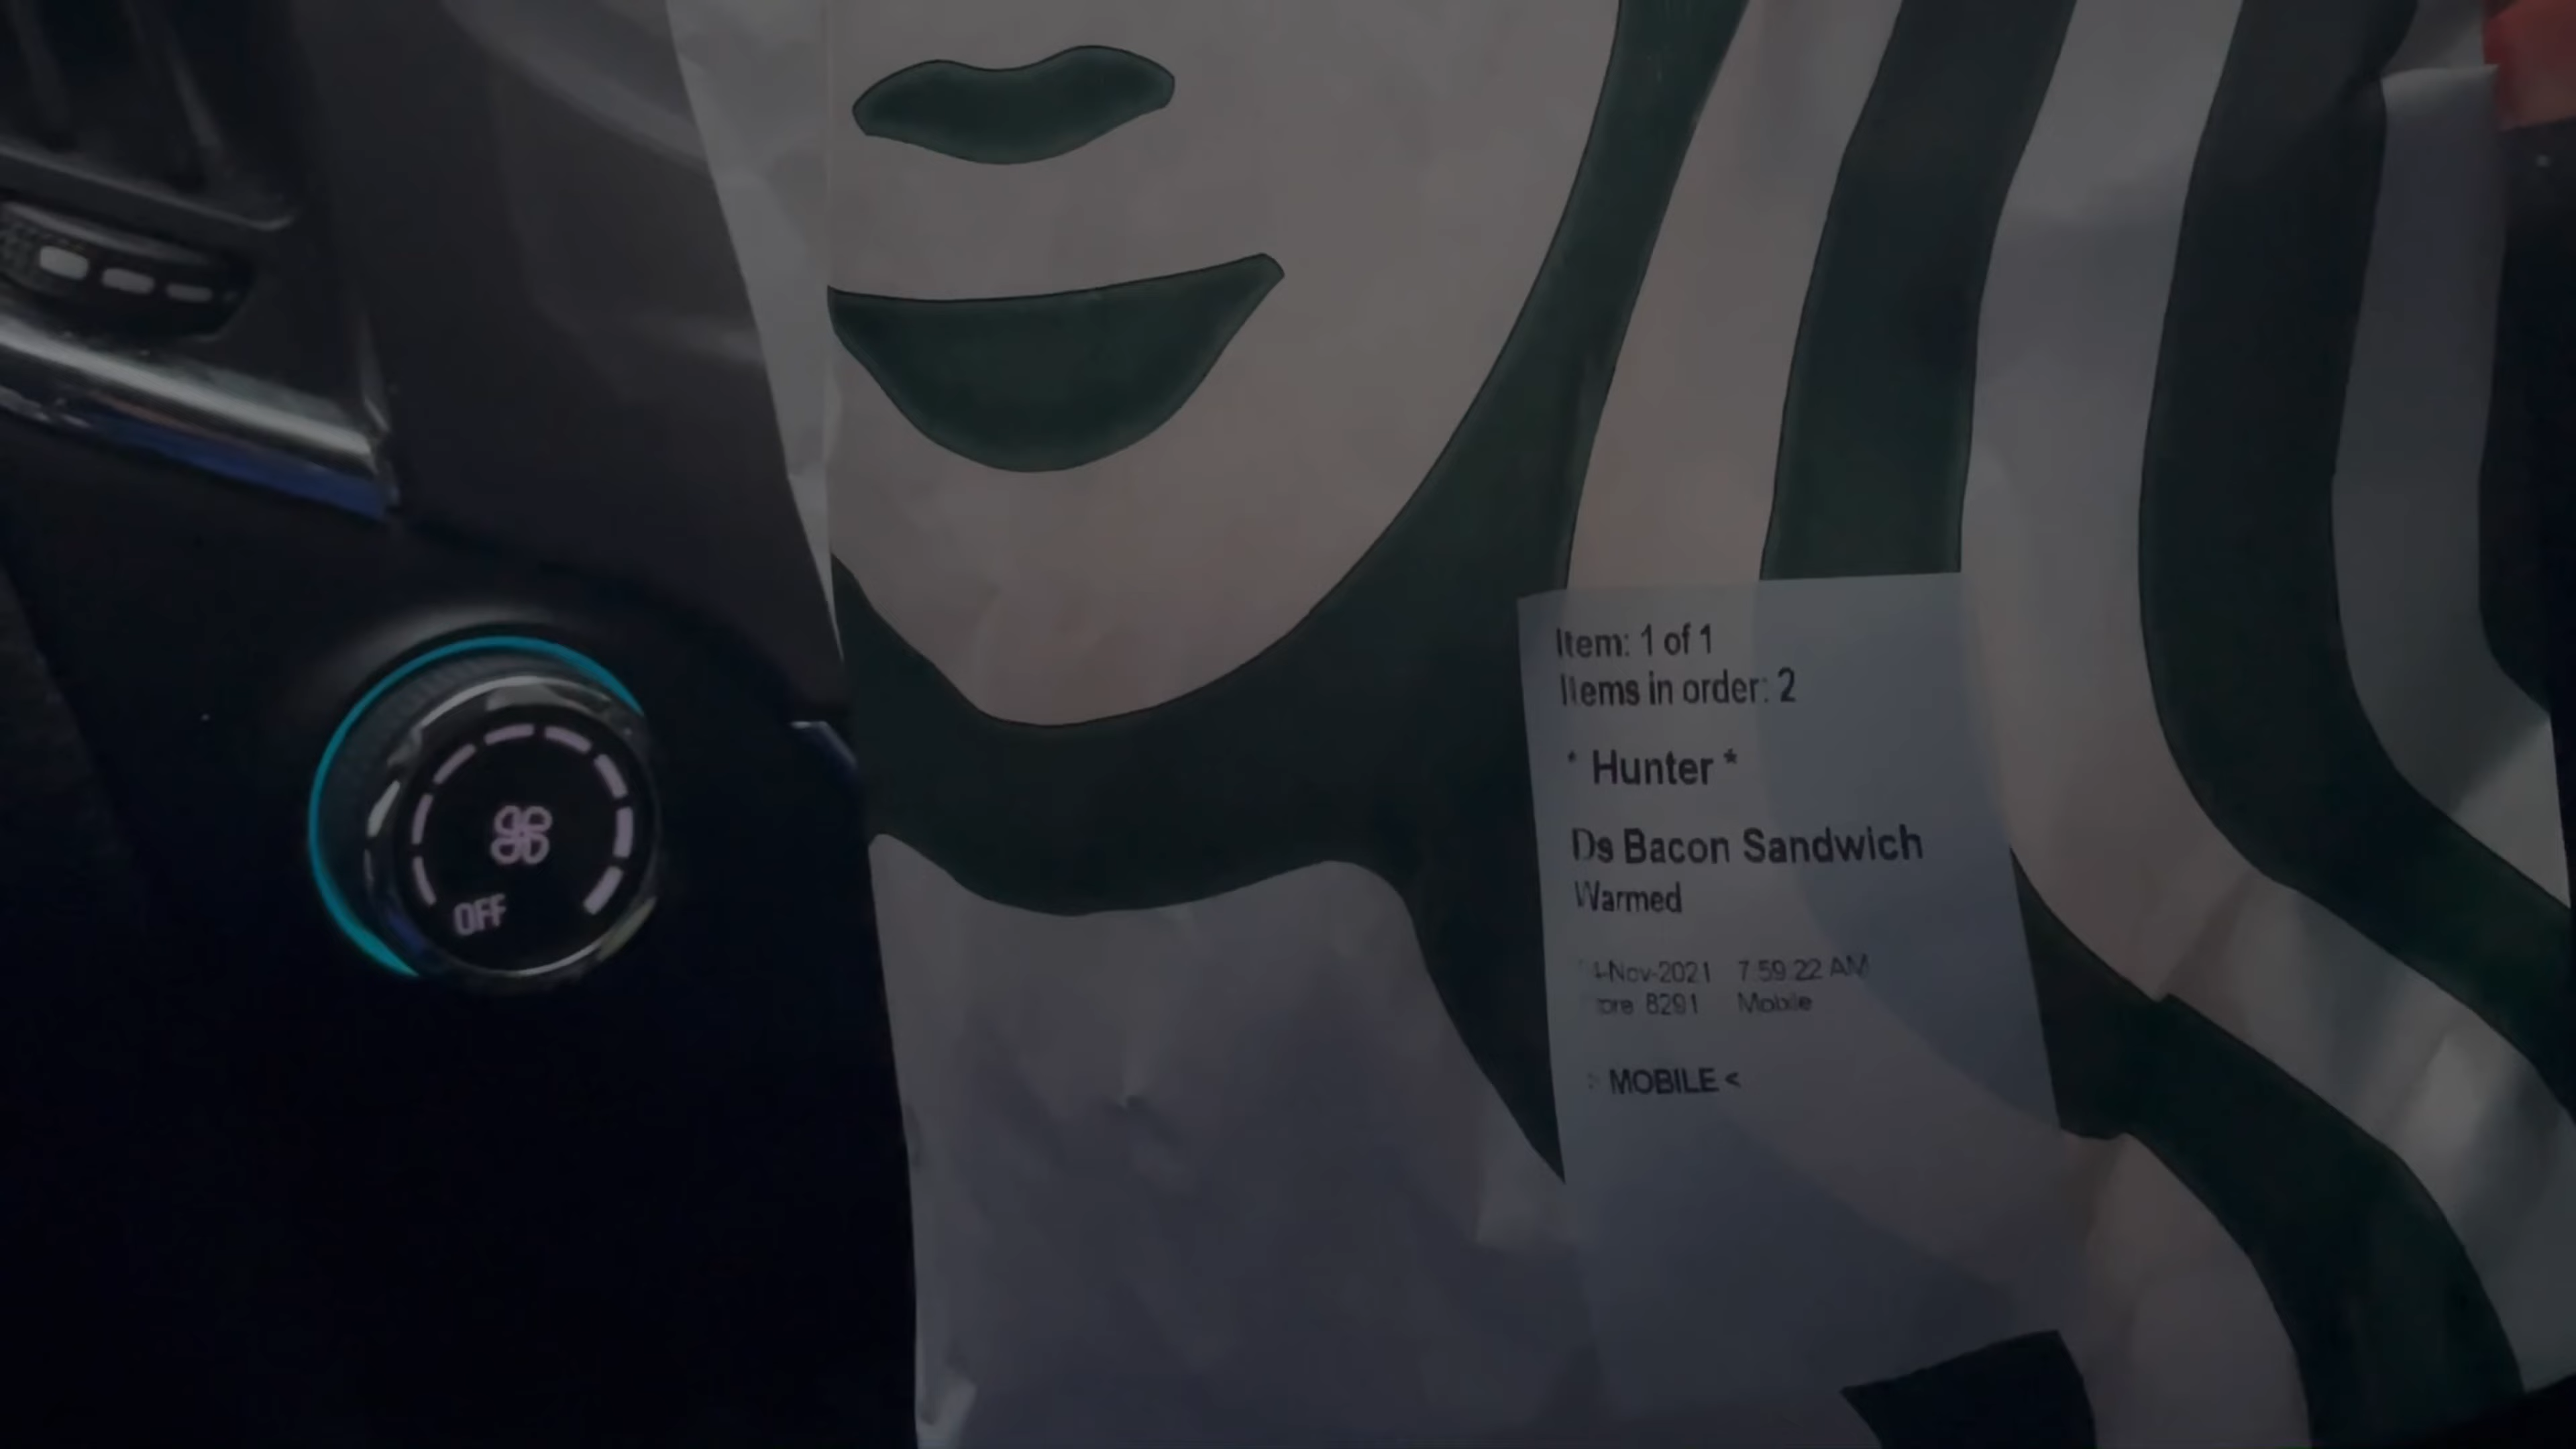 Item: 1 of 1
Items in order: 2
* Hunter *
Ds Bacon Sandwich
Warmed
4-Nov-2021 7:59:22 AM
8291 Mobile
MOBILE <
OFF